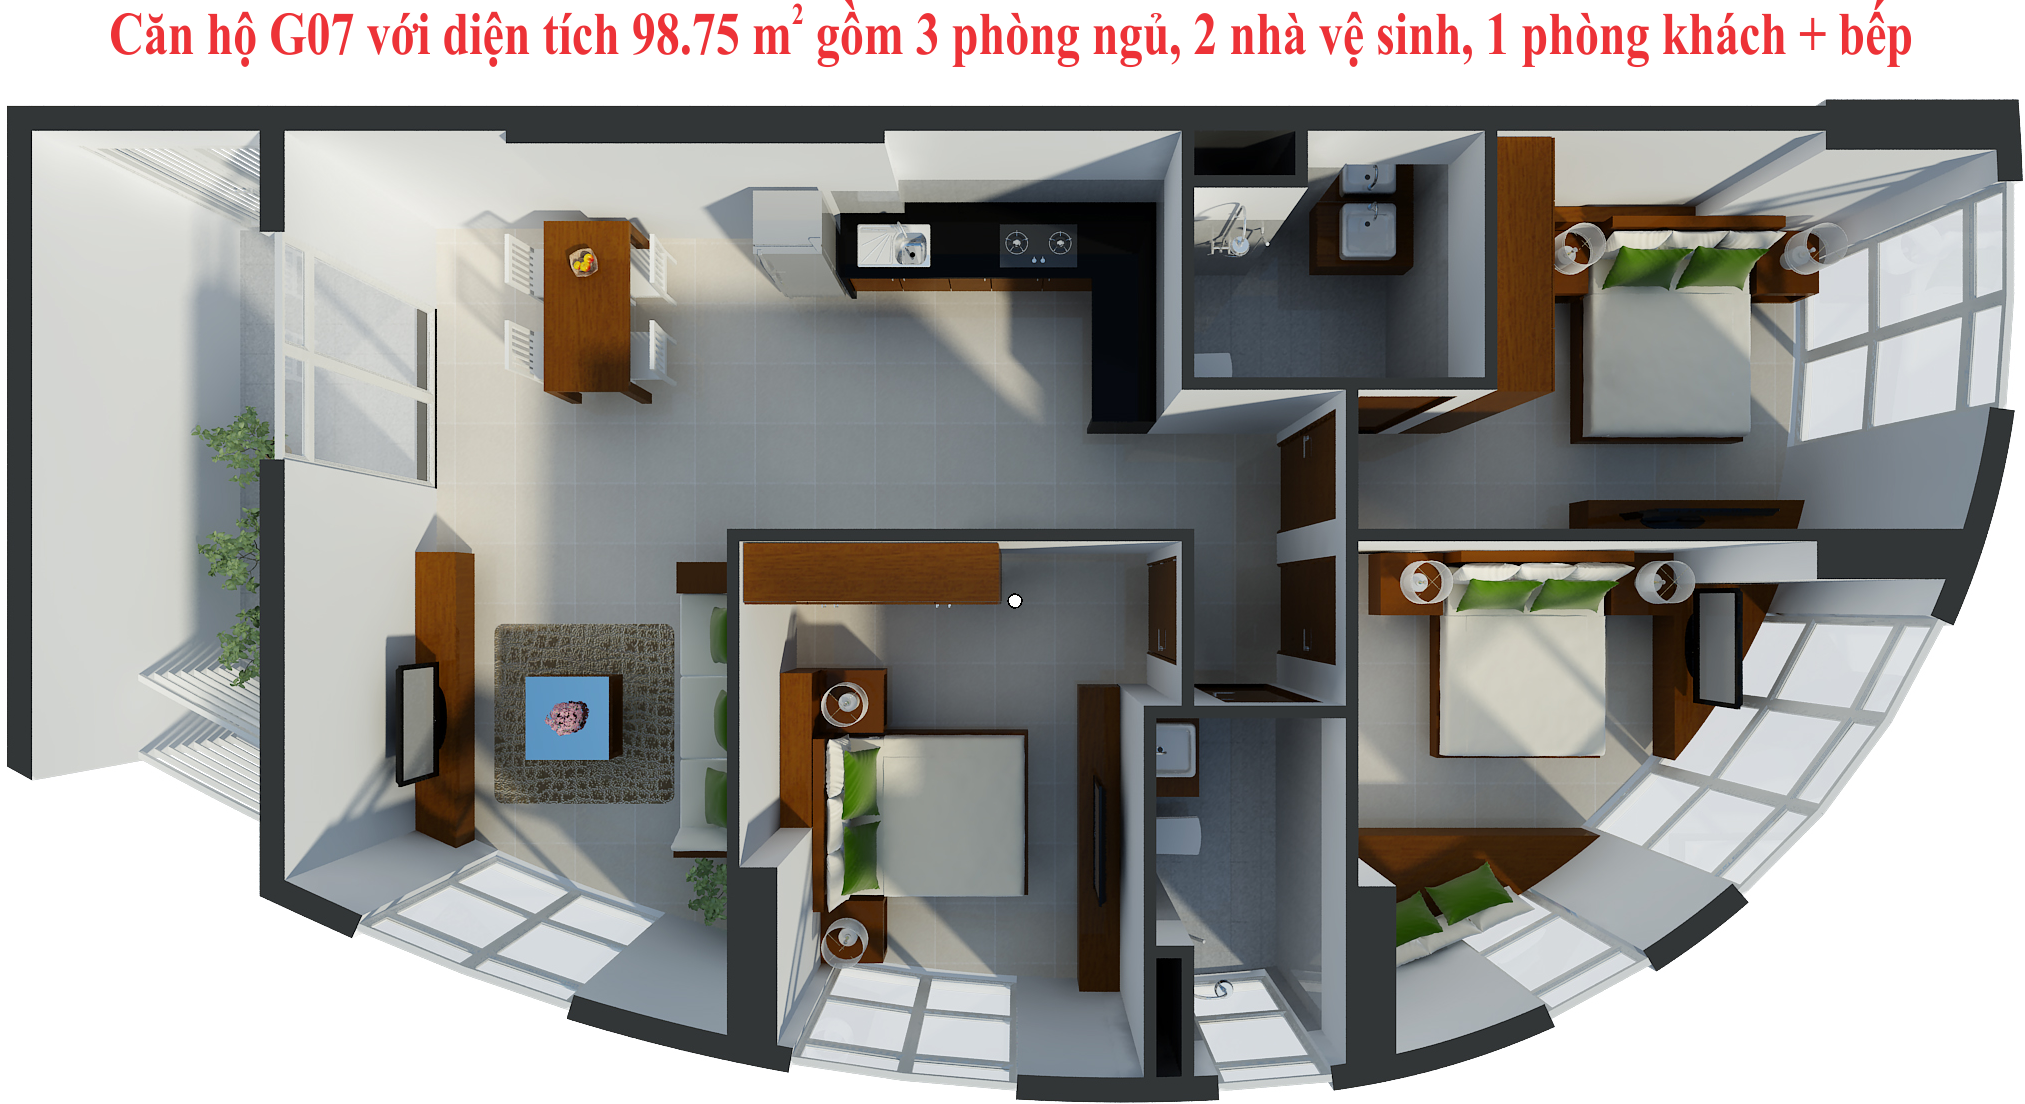 Căn hộ G07 với diện tích 98.75 m² gồm 3 phòng ngủ, 2 nhà vệ sinh, 1 phòng khách + bếp